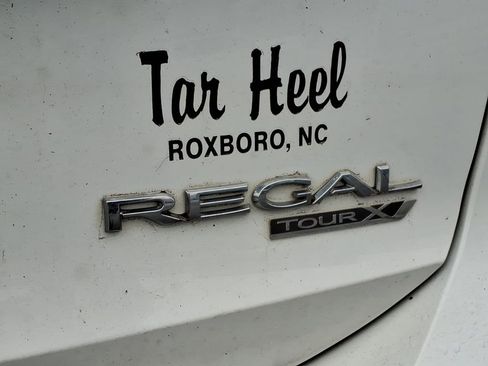 Tar Heel
ROXBORO, NC
REGAL
TOUR X